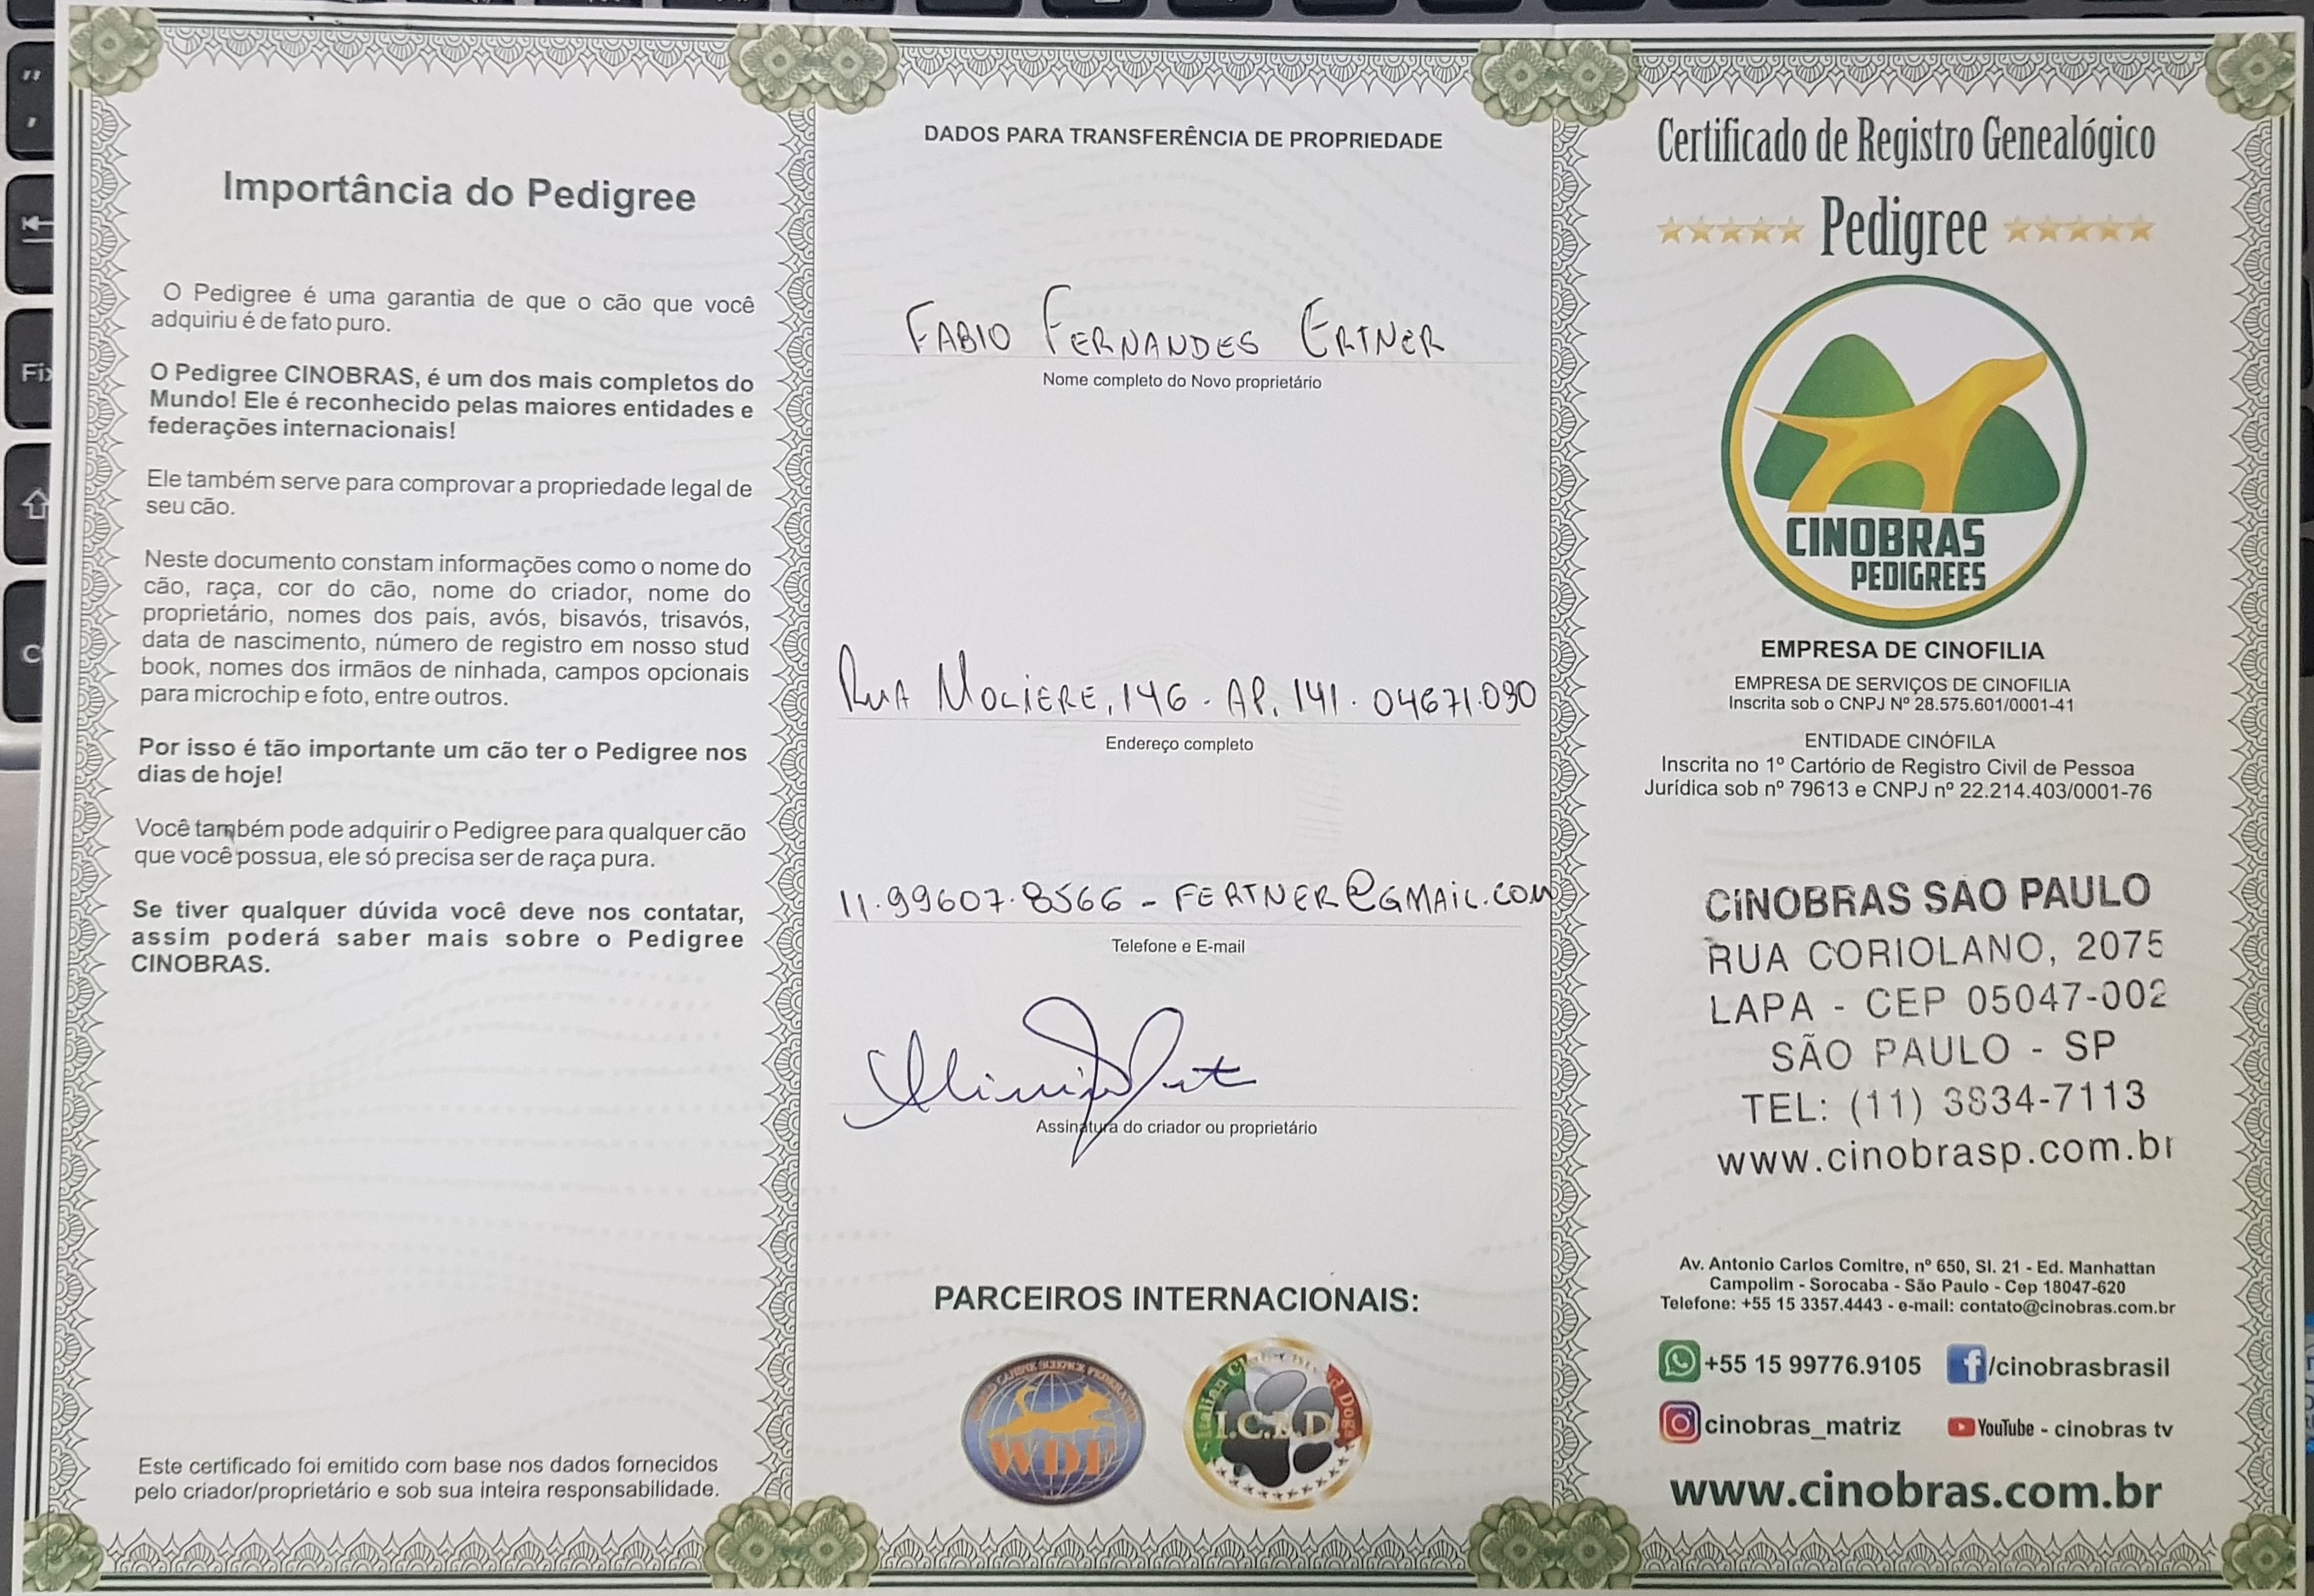 Importância do Pedigree
O Pedigree é uma garantia de que o cão que você
adquiriu é de fato puro.
O Pedigree CINOBRAS, é um dos mais completos do
Mundo! Ele é reconhecido pelas maiores entidades e
federações internacionais!
Ele também serve para comprovar a propriedade legal de
seu cão.
Neste documento constam informações como o nome do
cão, raça, cor do cão, nome do criador, nome do
proprietário, nomes dos pais, avós, bisavós, trisavós,
data de nascimento, número de registro em nosso stud
book, nomes dos irmãos de ninhada, campos opcionais
para microchip e foto, entre outros.
Por isso é tão importante um cão ter o Pedigree nos
dias de hoje!
Você também pode adquirir o Pedigree para qualquer cão
que você possua, ele só precisa ser de raça pura.
Se tiver qualquer dúvida você deve nos contatar,
assim poderá saber mais sobre o Pedigree
CINOBRAS.
Este certificado foi emitido com base nos dados fornecidos
pelo criador/proprietário e sob sua inteira responsabilidade.
DADOS PARA TRANSFERÊNCIA DE PROPRIEDADE
FABIO FERNANDES ERTNER
Nome completo do Novo proprietário
RUA MOLIERE, 146 - AP. 141 - 04671.090
Endereço completo
11.99607.8566 - FERTNER@GMAIL.COM
Telefone e E-mail
Assinatura do criador ou proprietário
PARCEIROS INTERNACIONAIS:
WDF
I.C.B.D.
Certificado de Registro Genealógico
Pedigree
CINOBRAS
PEDIGREES
EMPRESA DE CINOFILIA
EMPRESA DE SERVIÇOS DE CINOFILIA
Inscrita sob o CNPJ Nº 28.575.601/0001-41
ENTIDADE CINÓFILA
Inscrita no 1º Cartório de Registro Civil de Pessoa
Jurídica sob nº 79613 e CNPJ nº 22.214.403/0001-76
CINOBRAS SÃO PAULO
RUA CORIOLANO, 2075
LAPA - CEP 05047-002
SÃO PAULO - SP
TEL: (11) 3834-7113
www.cinobrasp.com.br
Av. Antonio Carlos Comitre, nº 650, Sl. 21 - Ed. Manhattan
Campolim - Sorocaba - São Paulo - Cep 18047-620
Telefone: +55 15 3357.4443 - e-mail: contato@cinobras.com.br
+55 15 99776.9105 /cinobrasbrasil
cinobras_matriz YouTube - cinobras tv
www.cinobras.com.br